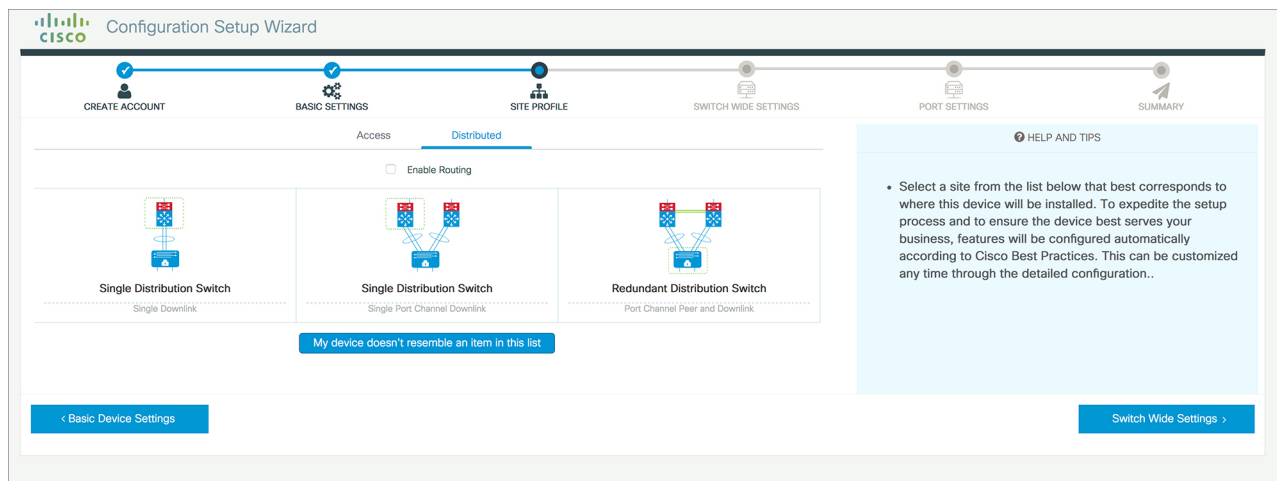 CISCO
Configuration Setup Wizard
CREATE ACCOUNT
BASIC SETTINGS
SITE PROFILE
SWITCH WIDE SETTINGS
PORT SETTINGS
SUMMARY
Access
Distributed
Enable Routing
Single Distribution Switch
Single Downlink
Single Distribution Switch
Single Port Channel Downlink
Redundant Distribution Switch
Port Channel Peer and Downlink
My device doesn't resemble an item in this list
HELP AND TIPS
• Select a site from the list below that best corresponds to
where this device will be installed. To expedite the setup
process and to ensure the device best serves your
business, features will be configured automatically
according to Cisco Best Practices. This can be customized
any time through the detailed configuration..
< Basic Device Settings
Switch Wide Settings >